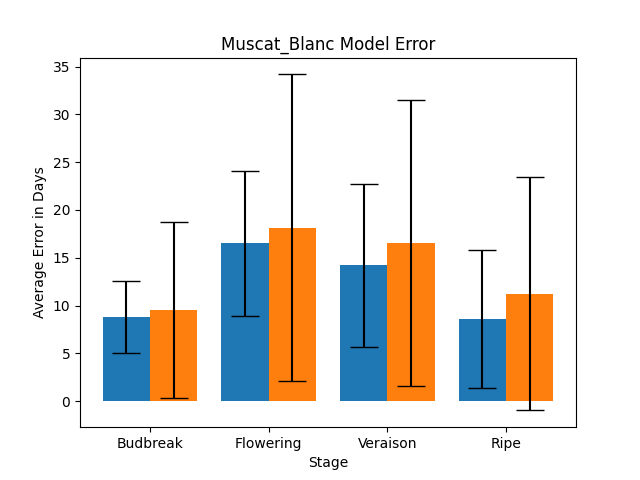 Muscat_Blanc Model Error
Average Error in Days
35
30
25
20
15
10
5
0
Budbreak Flowering Veraison Ripe
Stage